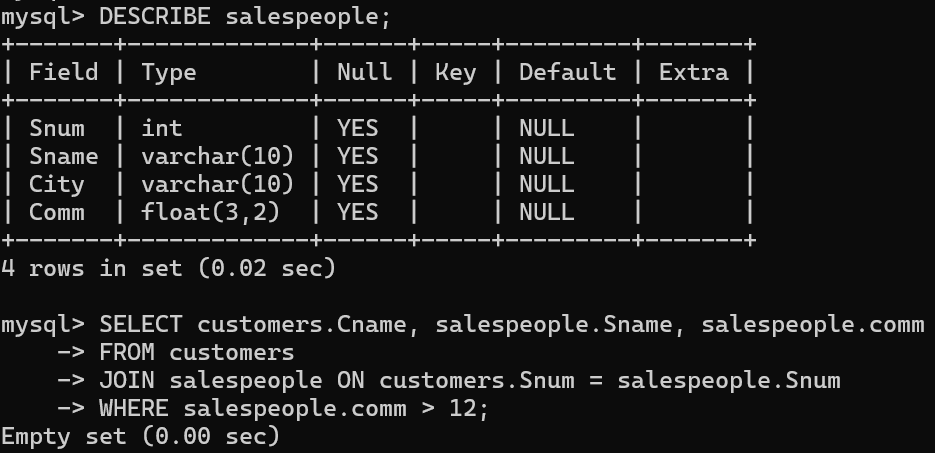 mysql> DESCRIBE salespeople;
+-------+-------------+------+-----+---------+-------+
| Field | Type        | Null | Key | Default | Extra |
+-------+-------------+------+-----+---------+-------+
| Snum  | int         | YES  |     | NULL    |       |
| Sname | varchar(10) | YES  |     | NULL    |       |
| City  | varchar(10) | YES  |     | NULL    |       |
| Comm  | float(3,2)  | YES  |     | NULL    |       |
+-------+-------------+------+-----+---------+-------+
4 rows in set (0.02 sec)

mysql> SELECT customers.Cname, salespeople.Sname, salespeople.comm
    -> FROM customers
    -> JOIN salespeople ON customers.Snum = salespeople.Snum
    -> WHERE salespeople.comm > 12;
Empty set (0.00 sec)